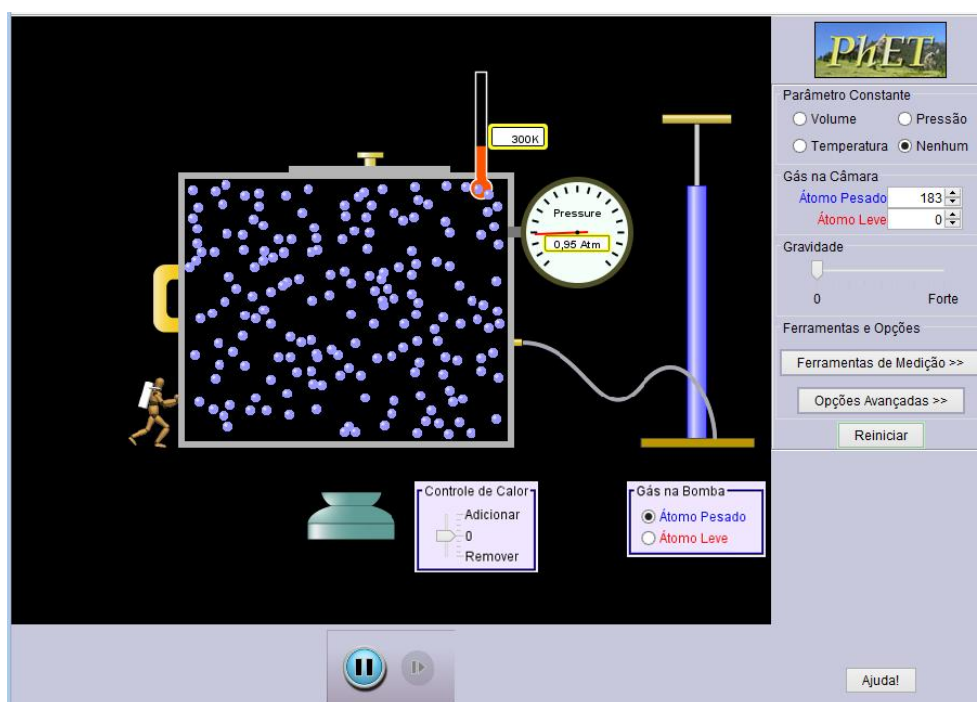 PhET
Parâmetro Constante
Volume
Pressão
Temperatura
Nenhum
Gás na Câmara
Átomo Pesado 183
Átomo Leve 0
Gravidade
0 Forte
Ferramentas e Opções
Ferramentas de Medição >>
Opções Avançadas >>
Reiniciar
300K
Pressure
0,95 Atm
Controle de Calor
Adicionar
0
Remover
Gás na Bomba
Átomo Pesado
Átomo Leve
Ajuda!